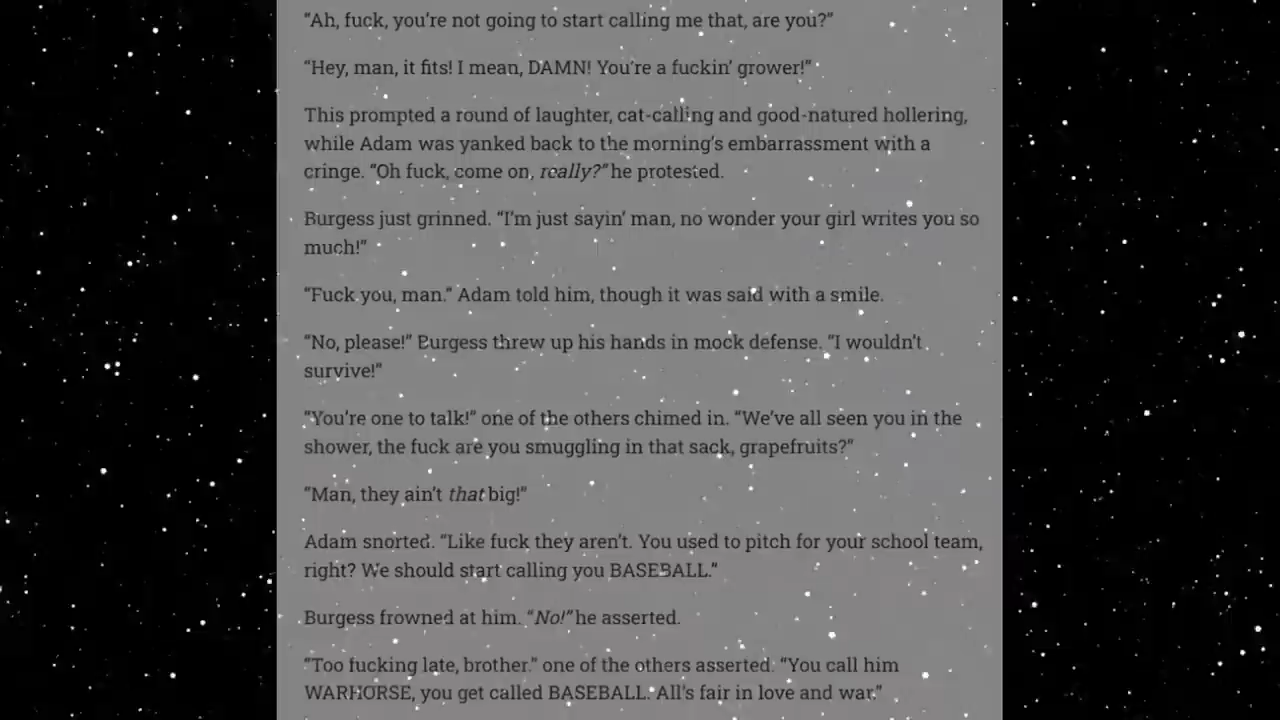 “Ah, fuck, you’re not going to start calling me that, are you?”
“Hey, man, it fits! I mean, DAMN! You’re a fuckin’ grower!”
This prompted a round of laughter, cat-calling and good-natured hollering,
while Adam was yanked back to the morning’s embarrassment with a
cringe. “Oh fuck, come on, really?” he protested.
Burgess just grinned. “I’m just sayin’ man, no wonder your girl writes you so
much!”
“Fuck you, man.” Adam told him, though it was said with a smile.
“No, please!” Burgess threw up his hands in mock defense. “I wouldn’t
survive!”
“You’re one to talk!” one of the others chimed in. “We’ve all seen you in the
shower, the fuck are you smuggling in that sack, grapefruits?”
“Man, they ain’t that big!”
Adam snorted. “Like fuck they aren’t. You used to pitch for your school team,
right? We should start calling you BASEBALL.”
Burgess frowned at him. “No!” he asserted.
“Too fucking late, brother.” one of the others asserted. “You call him
WARHORSE, you get called BASEBALL. All’s fair in love and war.”